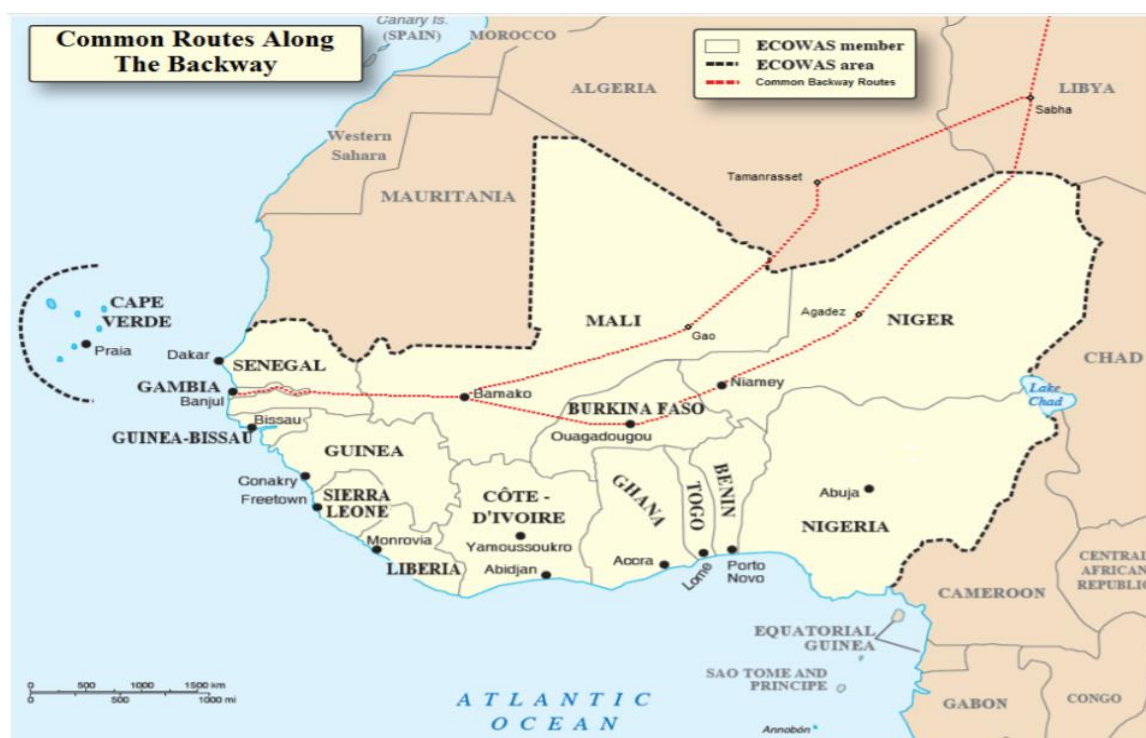 Common Routes Along
The Backway
Canary Is.
(SPAIN)
MOROCCO
ECOWAS member
ECOWAS area
Common Backway Routes
ALGERIA
LIBYA
Sabha
Western
Sahara
Tamanrasset
MAURITANIA
CAPE
VERDE
Praia
MALI
Gao
Agadez
NIGER
CHAD
Dakar
SENEGAL
GAMBIA
Banjul
Bamako
Niamey
Lake
Chad
BURKINA FASO
Ouagadougou
Bissau
GUINEA-BISSAU
GUINEA
Conakry
Freetown
SIERRA
LEONE
CÔTE -
D'IVOIRE
Yamoussoukro
GHANA
TOGO
BENIN
Abuja
NIGERIA
Monrovia
LIBERIA
Abidjan
Accra
Lome
Porto
Novo
CENTRAL
AFRICAN
REPUBLIC
CAMEROON
EQUATORIAL
GUINEA
SAO TOME AND
PRINCIPE
GABON
CONGO
0 500 1000 1500 km
0 500 1000 mi
ATLANTIC
OCEAN
Annobón